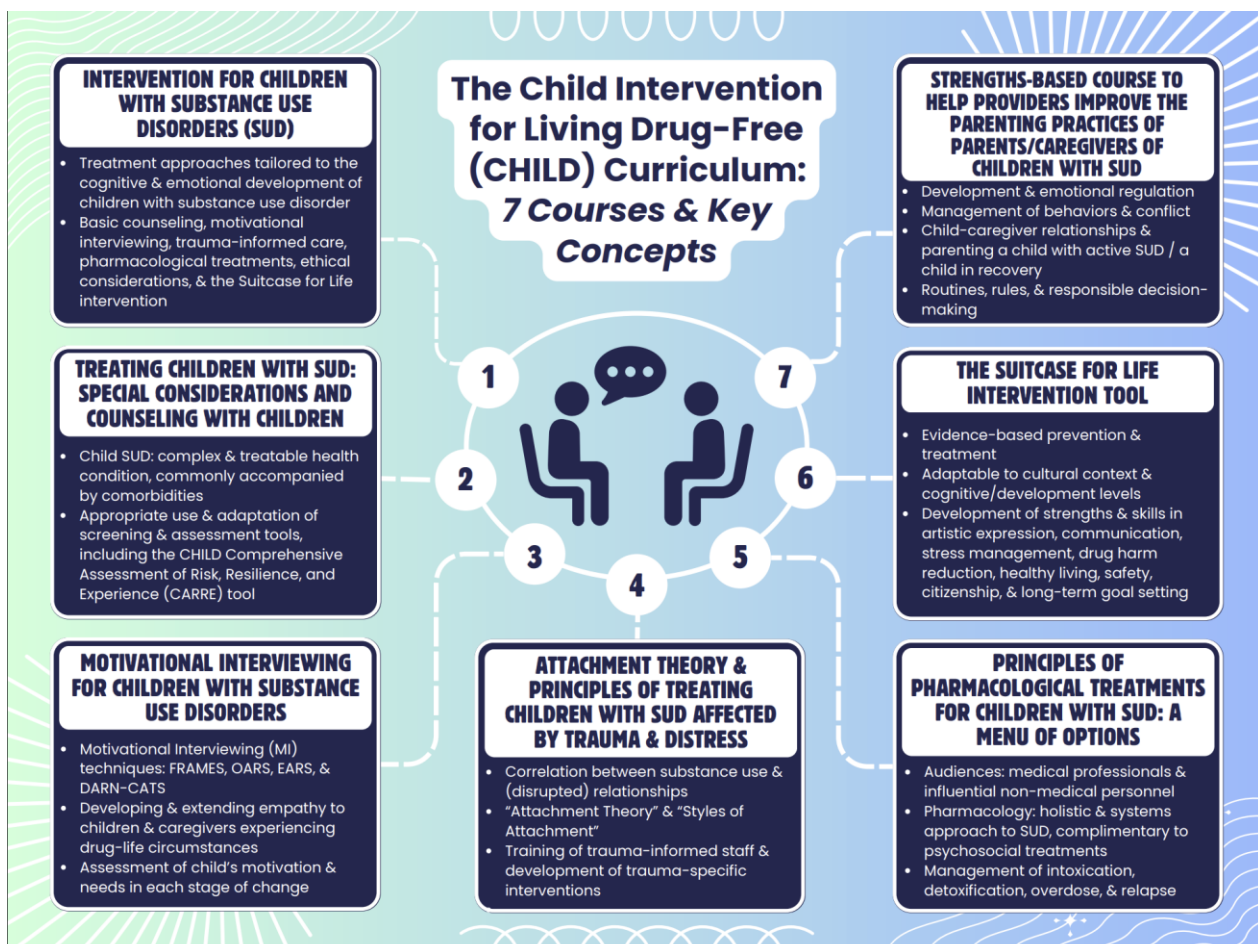 The Child Intervention
for Living Drug-Free
(CHILD) Curriculum:
7 Courses & Key
Concepts
1
INTERVENTION FOR CHILDREN
WITH SUBSTANCE USE
DISORDERS (SUD)
• Treatment approaches tailored to the
cognitive & emotional development of
children with substance use disorder
• Basic counseling, motivational
interviewing, trauma-informed care,
pharmacological treatments, ethical
considerations, & the Suitcase for Life
intervention
2
TREATING CHILDREN WITH SUD:
SPECIAL CONSIDERATIONS AND
COUNSELING WITH CHILDREN
• Child SUD: complex & treatable health
condition, commonly accompanied
by comorbidities
• Appropriate use & adaptation of
screening & assessment tools,
including the CHILD Comprehensive
Assessment of Risk, Resilience, and
Experience (CARRE) tool
3
MOTIVATIONAL INTERVIEWING
FOR CHILDREN WITH SUBSTANCE
USE DISORDERS
• Motivational Interviewing (MI)
techniques: FRAMES, OARS, EARS, &
DARN-CATS
• Developing & extending empathy to
children & caregivers experiencing
drug-life circumstances
• Assessment of child's motivation &
needs in each stage of change
4
ATTACHMENT THEORY &
PRINCIPLES OF TREATING
CHILDREN WITH SUD AFFECTED
BY TRAUMA & DISTRESS
• Correlation between substance use &
(disrupted) relationships
• “Attachment Theory” & “Styles of
Attachment”
• Training of trauma-informed staff &
development of trauma-specific
interventions
5
PRINCIPLES OF
PHARMACOLOGICAL TREATMENTS
FOR CHILDREN WITH SUD: A
MENU OF OPTIONS
• Audiences: medical professionals &
influential non-medical personnel
• Pharmacology: holistic & systems
approach to SUD, complimentary to
psychosocial treatments
• Management of intoxication,
detoxification, overdose, & relapse
6
THE SUITCASE FOR LIFE
INTERVENTION TOOL
• Evidence-based prevention &
treatment
• Adaptable to cultural context &
cognitive/development levels
• Development of strengths & skills in
artistic expression, communication,
stress management, drug harm
reduction, healthy living, safety,
citizenship, & long-term goal setting
7
STRENGTHS-BASED COURSE TO
HELP PROVIDERS IMPROVE THE
PARENTING PRACTICES OF
PARENTS/CAREGIVERS OF
CHILDREN WITH SUD
• Development & emotional regulation
• Management of behaviors & conflict
• Child-caregiver relationships &
parenting a child with active SUD / a
child in recovery
• Routines, rules, & responsible decision-
making